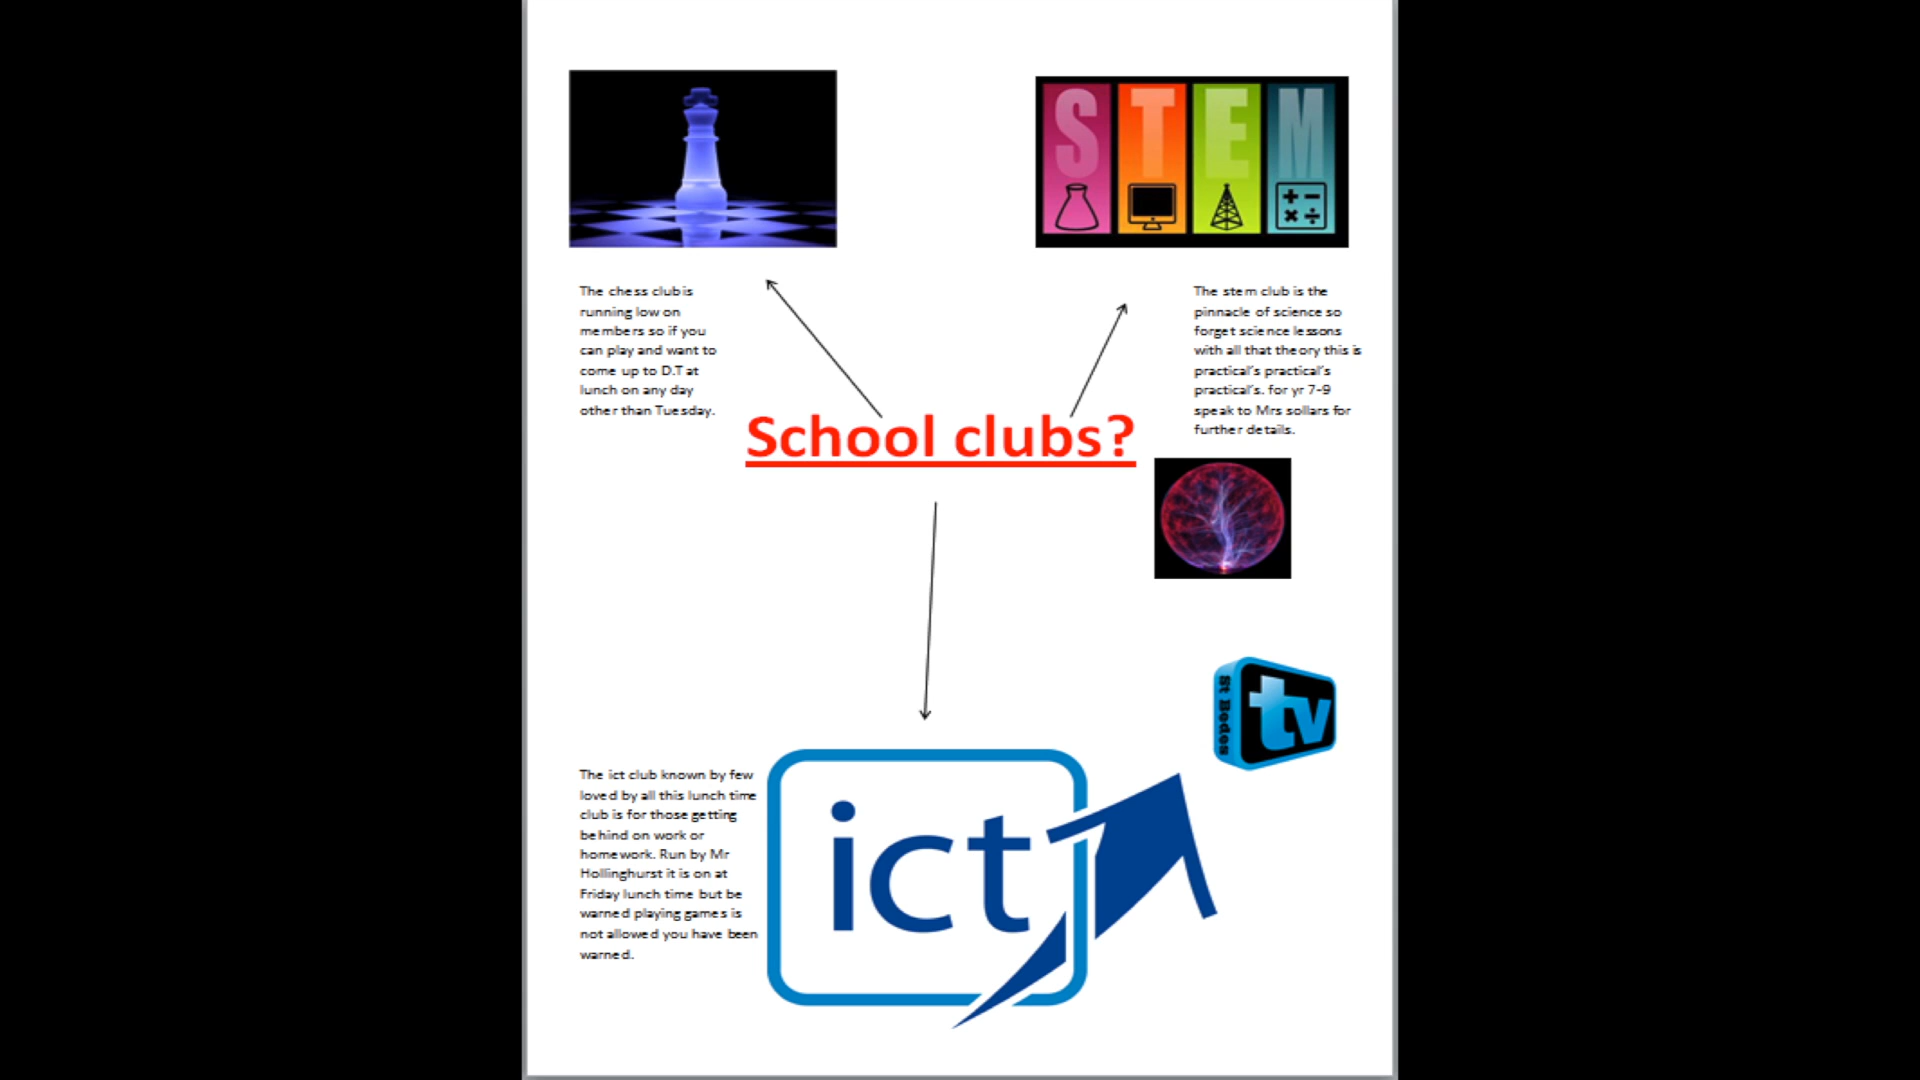 STEM
The chess club is
running low on
members so if you
can play and want to
come up to D.T at
lunch on any day
other than Tuesday.
The stem club is the
pinnacle of science so
forget science lessons
with all that theory this is
practical's practical's
practical's. for yr 7-9
speak to Mrs sollars for
further details.
School clubs?
St Bedes
tv
The ict club known by few
loved by all this lunch time
club is for those getting
behind on work or
homework. Run by Mr
Hollinghurst it is on at
Friday lunch time but be
warned playing games is
not allowed you have been
warned.
ict